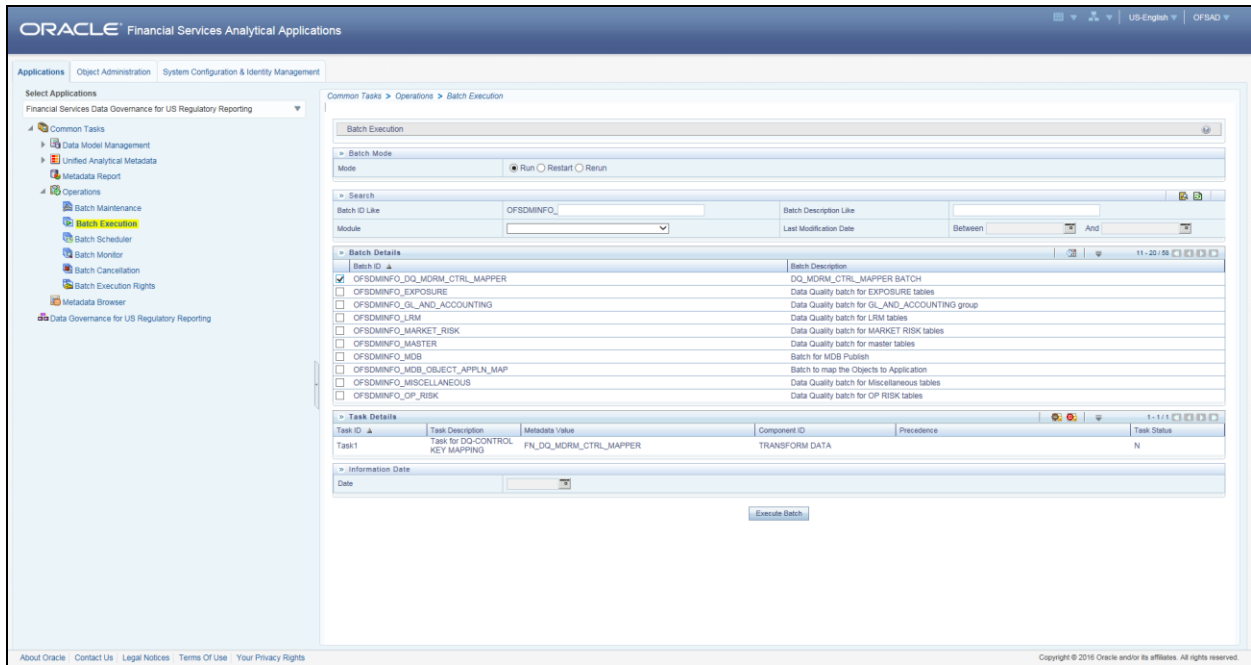 ORACLE® Financial Services Analytical Applications
US-English OFSAD
Applications Object Administration System Configuration & Identity Management
Select Applications
Financial Services Data Governance for US Regulatory Reporting
Common Tasks
Data Model Management
Unified Analytical Metadata
Metadata Report
Operations
Batch Maintenance
Batch Execution
Batch Scheduler
Batch Monitor
Batch Cancellation
Batch Execution Rights
Metadata Browser
Data Governance for US Regulatory Reporting
Common Tasks > Operations > Batch Execution
Batch Execution
» Batch Mode
Mode Run Restart Rerun
» Search
Batch ID Like OFSDMINFO_ Batch Description Like
Module Last Modification Date Between And
» Batch Details 11 - 20 / 56
Batch ID Batch Description
OFSDMINFO_DQ_MDRM_CTRL_MAPPER DQ_MDRM_CTRL_MAPPER BATCH
OFSDMINFO_EXPOSURE Data Quality batch for EXPOSURE tables
OFSDMINFO_GL_AND_ACCOUNTING Data Quality batch for GL_AND_ACCOUNTING group
OFSDMINFO_LRM Data Quality batch for LRM tables
OFSDMINFO_MARKET_RISK Data Quality batch for MARKET RISK tables
OFSDMINFO_MASTER Data Quality batch for master tables
OFSDMINFO_MDB Batch for MDB Publish
OFSDMINFO_MDB_OBJECT_APPLN_MAP Batch to map the Objects to Application
OFSDMINFO_MISCELLANEOUS Data Quality batch for Miscellaneous tables
OFSDMINFO_OP_RISK Data Quality batch for OP RISK tables
» Task Details 1 - 1 / 1
Task ID Task Description Metadata Value Component ID Precedence Task Status
Task1 Task for DQ-CONTROL KEY MAPPING FN_DQ_MDRM_CTRL_MAPPER TRANSFORM DATA N
» Information Date
Date
Execute Batch
About Oracle | Contact Us | Legal Notices | Terms Of Use | Your Privacy Rights
Copyright © 2016 Oracle and/or its affiliates. All rights reserved.